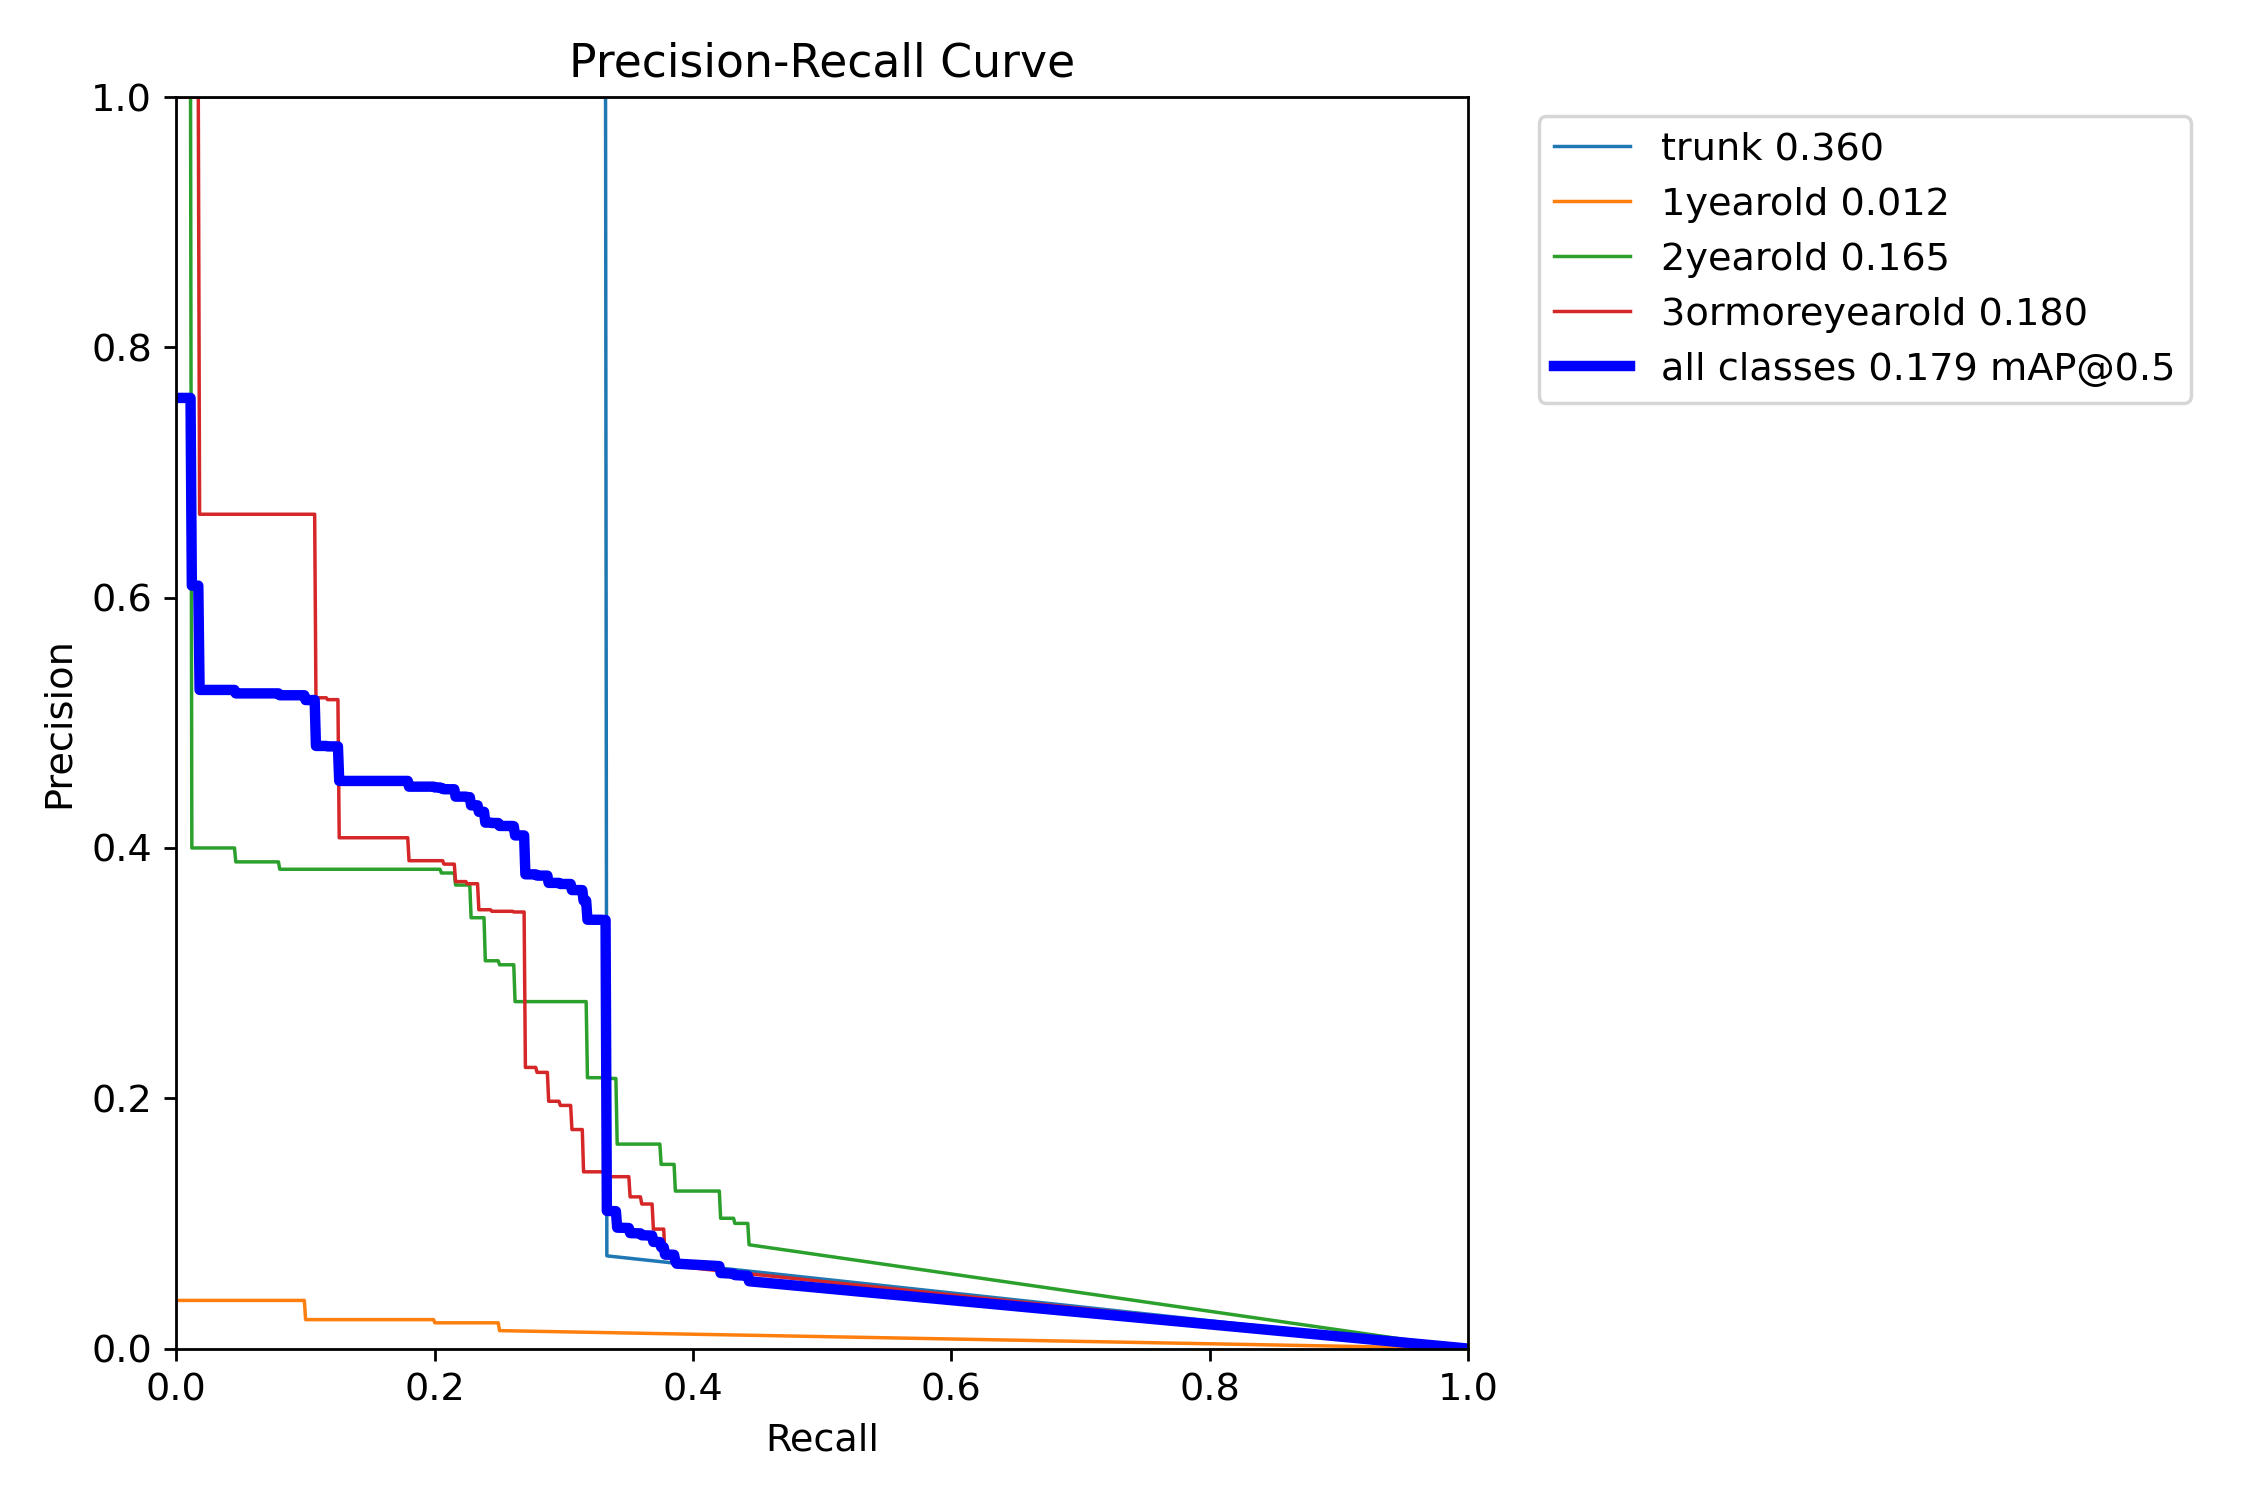 Precision-Recall Curve
1.0
0.8
0.6
0.4
0.2
0.0
Precision
0.0 0.2 0.4 0.6 0.8 1.0
Recall
trunk 0.360
1yearold 0.012
2yearold 0.165
3ormoreyearold 0.180
all classes 0.179 mAP@0.5